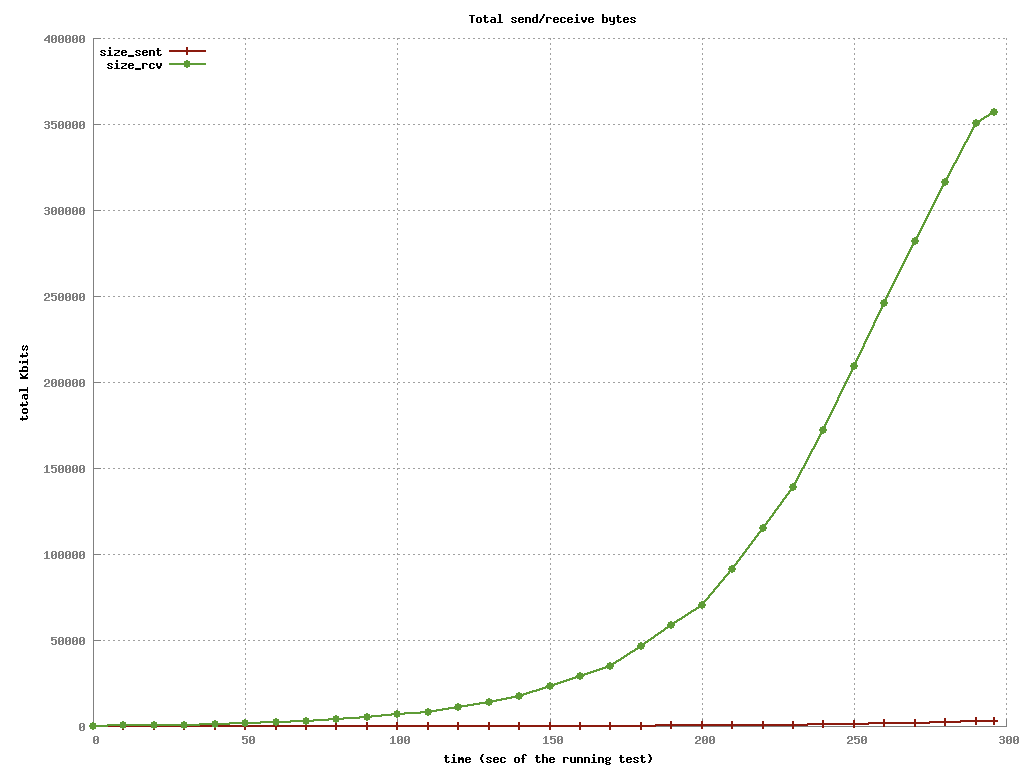 Total send/receive bytes
400000
size_sent
size_rcv
350000
300000
250000
total Kbits
200000
150000
100000
50000
0
0 50 100 150 200 250 300
time (sec of the running test)